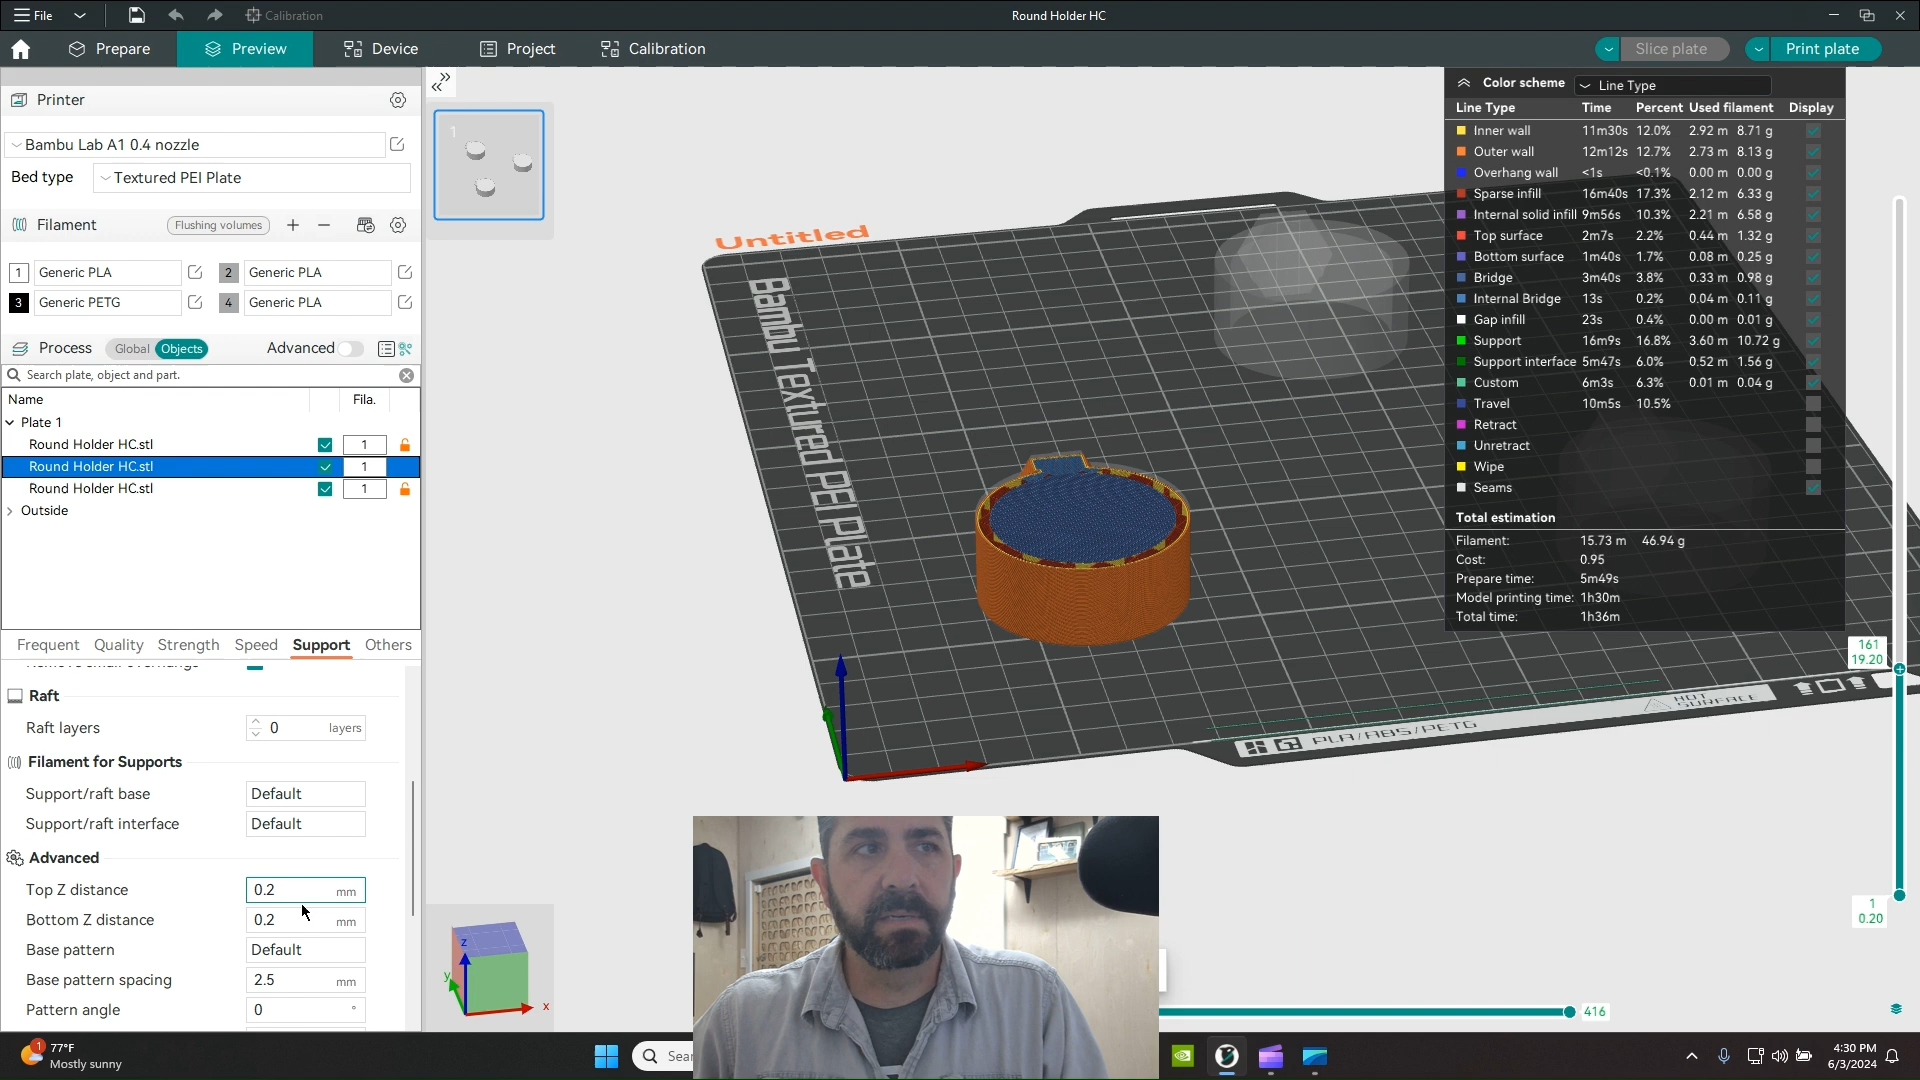 File
Calibration
Round Holder HC
Prepare
Preview
Device
Project
Calibration
Slice plate
Print plate
Printer
Bambu Lab A1 0.4 nozzle
Bed type
Textured PEI Plate
Filament
Flushing volumes
1 Generic PLA
2 Generic PLA
3 Generic PETG
4 Generic PLA
Process
Global
Objects
Advanced
Search plate, object and part.
Name
Fila.
Plate 1
Round Holder HC.stl 1
Round Holder HC.stl 1
Round Holder HC.stl 1
Outside
Frequent
Quality
Strength
Speed
Support
Others
Raft
Raft layers 0 layers
Filament for Supports
Support/raft base Default
Support/raft interface Default
Advanced
Top Z distance 0.2 mm
Bottom Z distance 0.2 mm
Base pattern Default
Base pattern spacing 2.5 mm
Pattern angle 0 °
1
Untitled
Bambu Textured PEI Plate
HOT SURFACE
PLA/ABS/PETG
z
y
x
Color scheme Line Type
Line Type Time Percent Used filament Display
Inner wall 11m30s 12.0% 2.92 m 8.71 g
Outer wall 12m12s 12.7% 2.73 m 8.13 g
Overhang wall <1s <0.1% 0.00 m 0.00 g
Sparse infill 16m40s 17.3% 2.12 m 6.33 g
Internal solid infill 9m56s 10.3% 2.21 m 6.58 g
Top surface 2m7s 2.2% 0.44 m 1.32 g
Bottom surface 1m40s 1.7% 0.08 m 0.25 g
Bridge 3m40s 3.8% 0.33 m 0.98 g
Internal Bridge 13s 0.2% 0.04 m 0.11 g
Gap infill 23s 0.4% 0.00 m 0.01 g
Support 16m9s 16.8% 3.60 m 10.72 g
Support interface 5m47s 6.0% 0.52 m 1.56 g
Custom 6m3s 6.3% 0.01 m 0.04 g
Travel 10m5s 10.5%
Retract
Unretract
Wipe
Seams
Total estimation
Filament: 15.73 m 46.94 g
Cost: 0.95
Prepare time: 5m49s
Model printing time: 1h30m
Total time: 1h36m
161
19.20
1
0.20
416
1
77°F
Mostly sunny
Sear
4:30 PM
6/3/2024